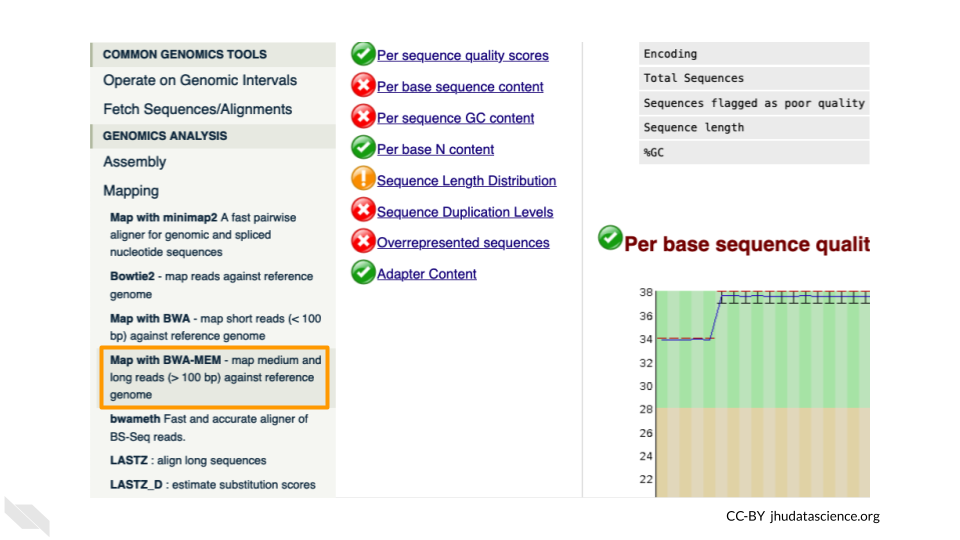 COMMON GENOMICS TOOLS
Operate on Genomic Intervals
Fetch Sequences/Alignments
GENOMICS ANALYSIS
Assembly
Mapping
Map with minimap2 A fast pairwise
aligner for genomic and spliced
nucleotide sequences
Bowtie2 - map reads against reference
genome
Map with BWA - map short reads (< 100
bp) against reference genome
Map with BWA-MEM - map medium and
long reads (> 100 bp) against reference
genome
bwameth Fast and accurate aligner of
BS-Seq reads.
LASTZ : align long sequences
LASTZ_D : estimate substitution scores
Per sequence quality scores
Per base sequence content
Per sequence GC content
Per base N content
Sequence Length Distribution
Sequence Duplication Levels
Overrepresented sequences
Adapter Content
Encoding
Total Sequences
Sequences flagged as poor quality
Sequence length
%GC
Per base sequence qualit
38
36
34
32
30
28
26
24
22
CC-BY jhudatascience.org